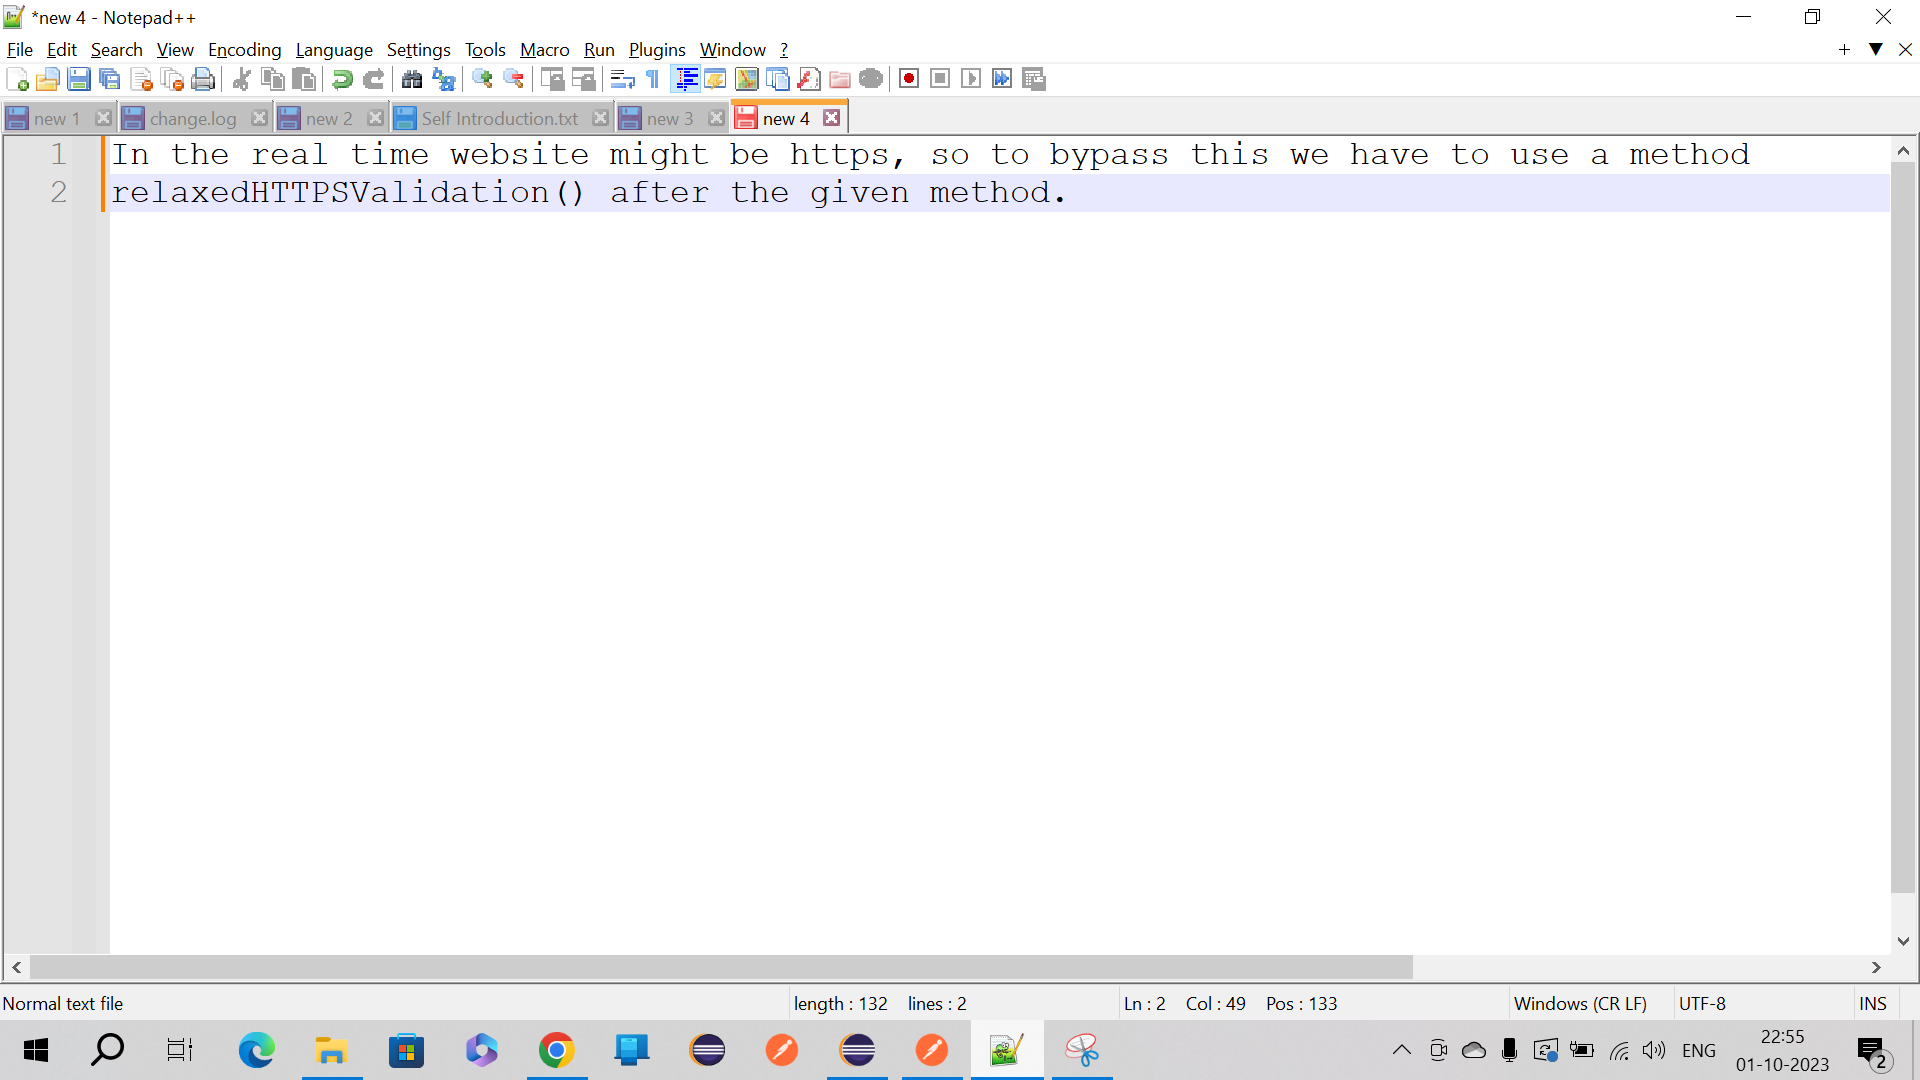 *new 4 - Notepad++
File Edit Search View Encoding Language Settings Tools Macro Run Plugins Window ?
new 1 change.log new 2 Self Introduction.txt new 3 new 4
1 In the real time website might be https, so to bypass this we have to use a method
2 relaxedHTTPSValidation() after the given method.
Normal text file length : 132 lines : 2 Ln : 2 Col : 49 Pos : 133 Windows (CR LF) UTF-8 INS
ENG 22:55
01-10-2023 2